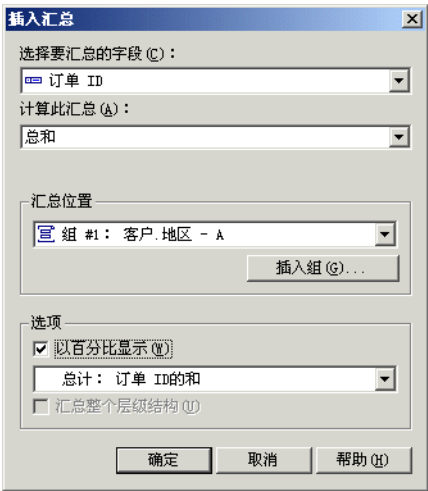 插入汇总
选择要汇总的字段(C)：
订单 ID
计算此汇总(A)：
总和
汇总位置
组 #1： 客户.地区 - A
插入组(G)...
选项
以百分比显示(W)
总计： 订单 ID的和
汇总整个层级结构(U)
确定 取消 帮助(H)